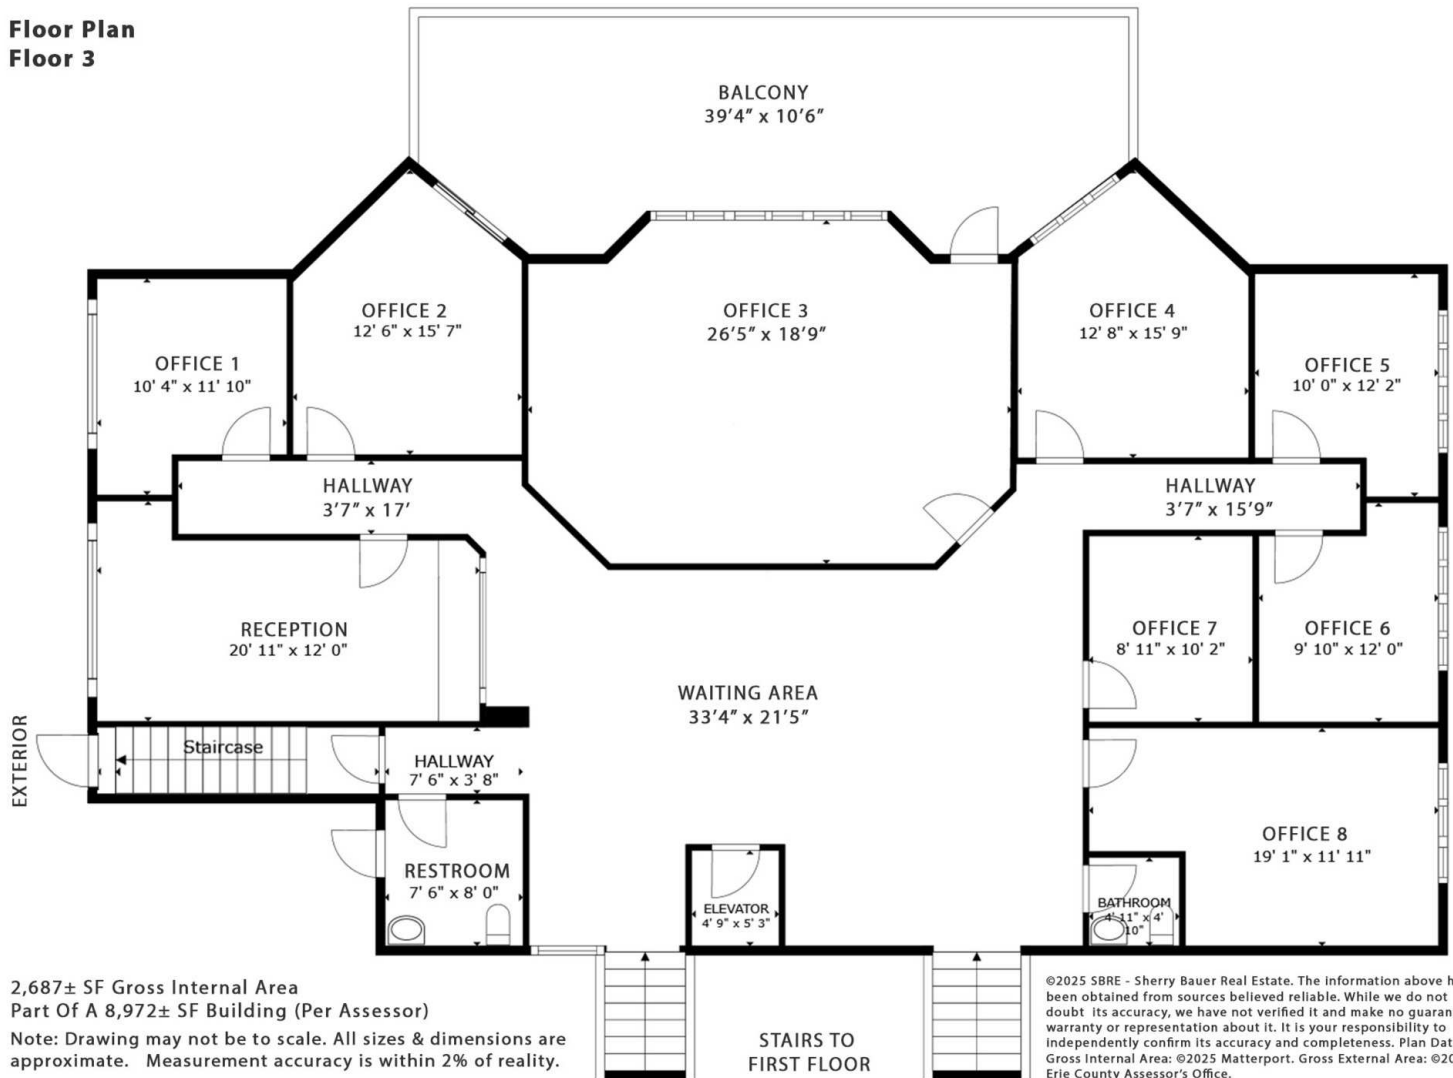 Floor Plan
Floor 3
BALCONY
39'4" x 10'6"
OFFICE 1
10' 4" x 11' 10"
OFFICE 2
12' 6" x 15' 7"
OFFICE 3
26'5" x 18'9"
OFFICE 4
12' 8" x 15' 9"
OFFICE 5
10' 0" x 12' 2"
HALLWAY
3'7" x 17'
HALLWAY
3'7" x 15'9"
RECEPTION
20' 11" x 12' 0"
OFFICE 7
8' 11" x 10' 2"
OFFICE 6
9' 10" x 12' 0"
WAITING AREA
33'4" x 21'5"
EXTERIOR
Staircase
HALLWAY
7' 6" x 3' 8"
OFFICE 8
19' 1" x 11' 11"
RESTROOM
7' 6" x 8' 0"
ELEVATOR
4' 9" x 5' 3"
BATHROOM
4' 11" x 4'
10"
STAIRS TO
FIRST FLOOR
2,687± SF Gross Internal Area
Part Of A 8,972± SF Building (Per Assessor)
Note: Drawing may not be to scale. All sizes & dimensions are
approximate. Measurement accuracy is within 2% of reality.
©2025 SBRE - Sherry Bauer Real Estate. The information above h
been obtained from sources believed reliable. While we do not
doubt its accuracy, we have not verified it and make no guaran
warranty or representation about it. It is your responsibility to
independently confirm its accuracy and completeness. Plan Dat
Gross Internal Area: ©2025 Matterport. Gross External Area: ©20
Erie County Assessor's Office.